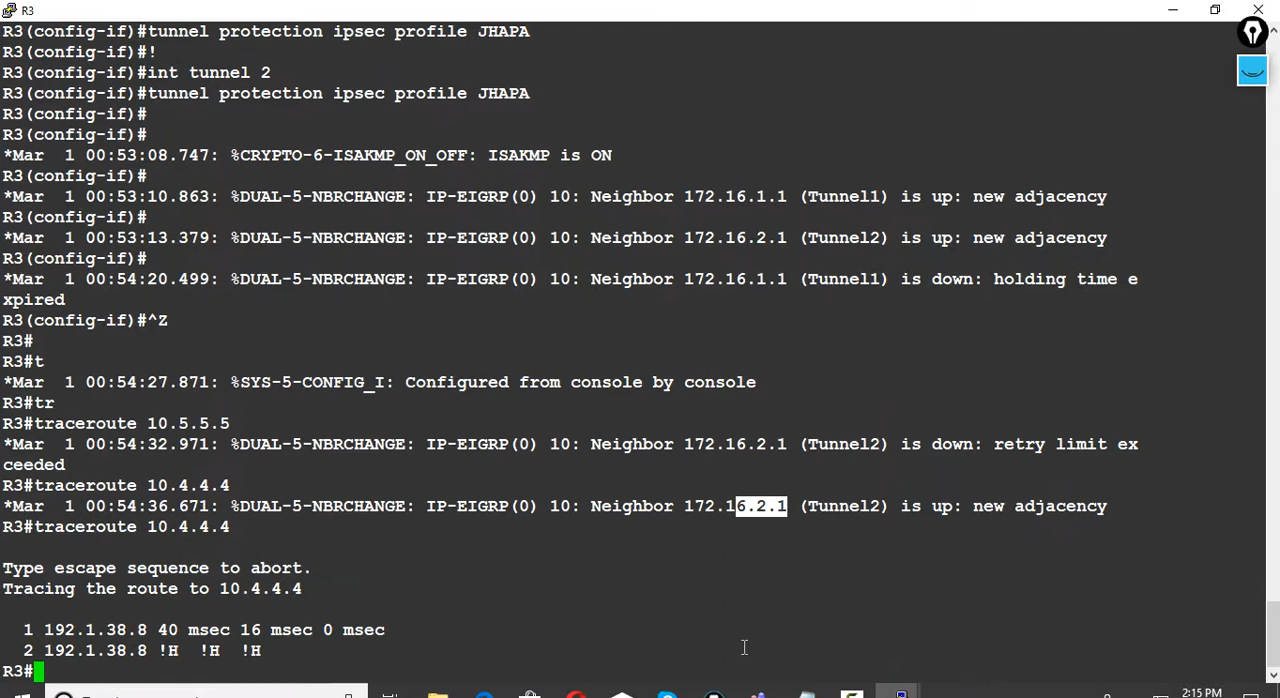 R3
R3(config-if)#tunnel protection ipsec profile JHAPA
R3(config-if)#!
R3(config-if)#int tunnel 2
R3(config-if)#tunnel protection ipsec profile JHAPA
R3(config-if)#
R3(config-if)#
*Mar  1 00:53:08.747: %CRYPTO-6-ISAKMP_ON_OFF: ISAKMP is ON
R3(config-if)#
*Mar  1 00:53:10.863: %DUAL-5-NBRCHANGE: IP-EIGRP(0) 10: Neighbor 172.16.1.1 (Tunnel1) is up: new adjacency
R3(config-if)#
*Mar  1 00:53:13.379: %DUAL-5-NBRCHANGE: IP-EIGRP(0) 10: Neighbor 172.16.2.1 (Tunnel2) is up: new adjacency
R3(config-if)#
*Mar  1 00:54:20.499: %DUAL-5-NBRCHANGE: IP-EIGRP(0) 10: Neighbor 172.16.1.1 (Tunnel1) is down: holding time e
xpired
R3(config-if)#^Z
R3#
R3#t
*Mar  1 00:54:27.871: %SYS-5-CONFIG_I: Configured from console by console
R3#tr
R3#traceroute 10.5.5.5
*Mar  1 00:54:32.971: %DUAL-5-NBRCHANGE: IP-EIGRP(0) 10: Neighbor 172.16.2.1 (Tunnel2) is down: retry limit ex
ceeded
R3#traceroute 10.4.4.4
*Mar  1 00:54:36.671: %DUAL-5-NBRCHANGE: IP-EIGRP(0) 10: Neighbor 172.16.2.1 (Tunnel2) is up: new adjacency
R3#traceroute 10.4.4.4
Type escape sequence to abort.
Tracing the route to 10.4.4.4
1 192.1.38.8 40 msec 16 msec 0 msec
2 192.1.38.8 !H  !H  !H
R3#
2:15 PM